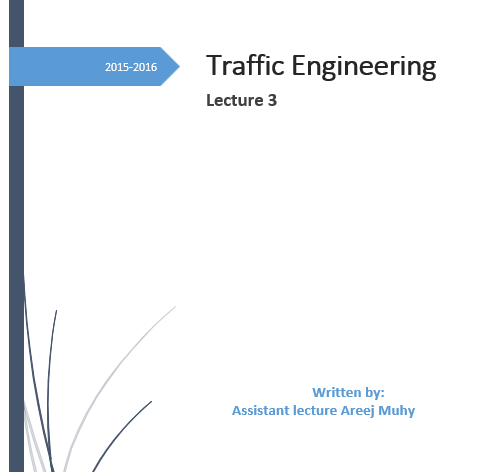 2015-2016
Traffic Engineering
Lecture 3
Written by:
Assistant lecture Areej Muhy